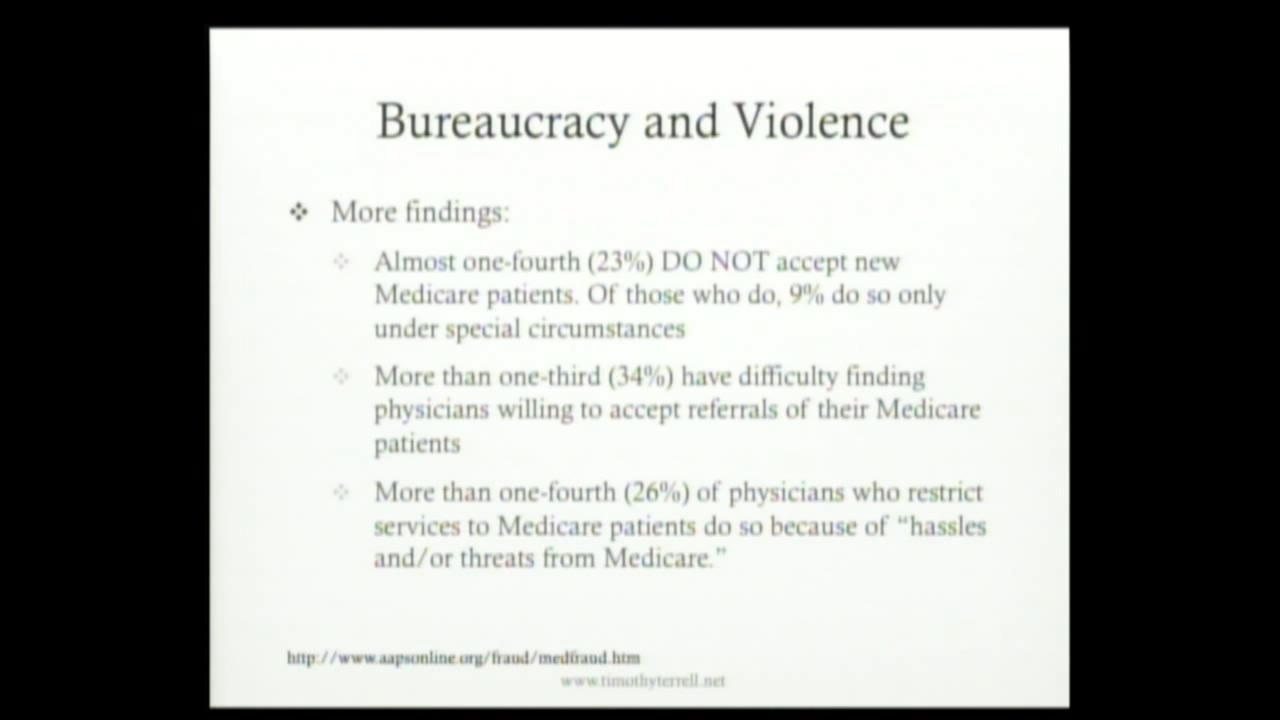 Bureaucracy and Violence
More findings:
Almost one-fourth (23%) DO NOT accept new
Medicare patients. Of those who do, 9% do so only
under special circumstances
More than one-third (34%) have difficulty finding
physicians willing to accept referrals of their Medicare
patients
More than one-fourth (26%) of physicians who restrict
services to Medicare patients do so because of “hassles
and/or threats from Medicare.”
http://www.aapsonline.org/fraud/medfraud.htm
www.timothyterrell.net